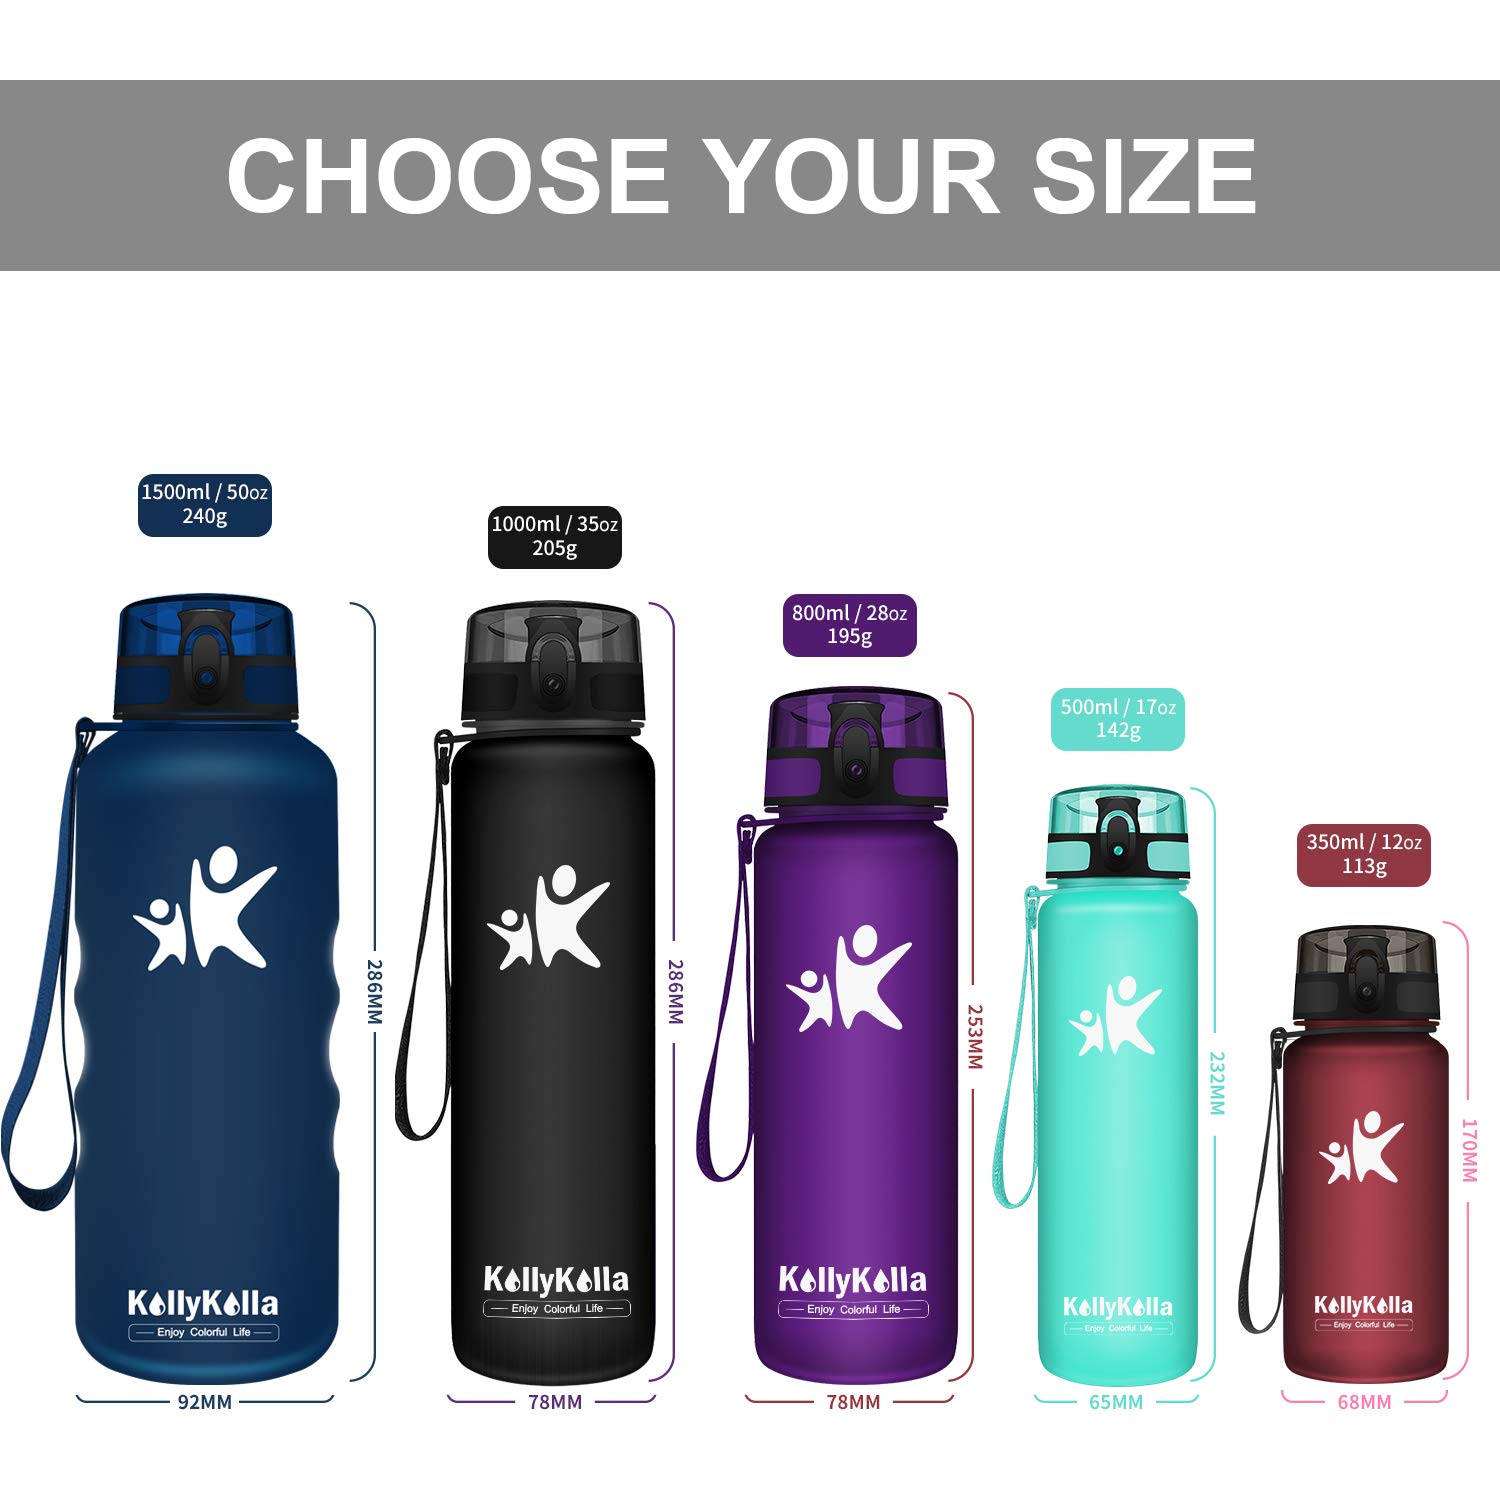 CHOOSE YOUR SIZE
1500ml / 50oz
240g
1000ml / 35oz
205g
800ml / 28oz
195g
500ml / 17oz
142g
350ml / 12oz
113g
286MM
286MM
253MM
232MM
170MM
KollyKolla
Enjoy Colorful Life
KollyKolla
Enjoy Colorful Life
KollyKolla
Enjoy Colorful Life
KollyKolla
Enjoy Colorful Life
KollyKolla
Enjoy Colorful Life
92MM
78MM
78MM
65MM
68MM